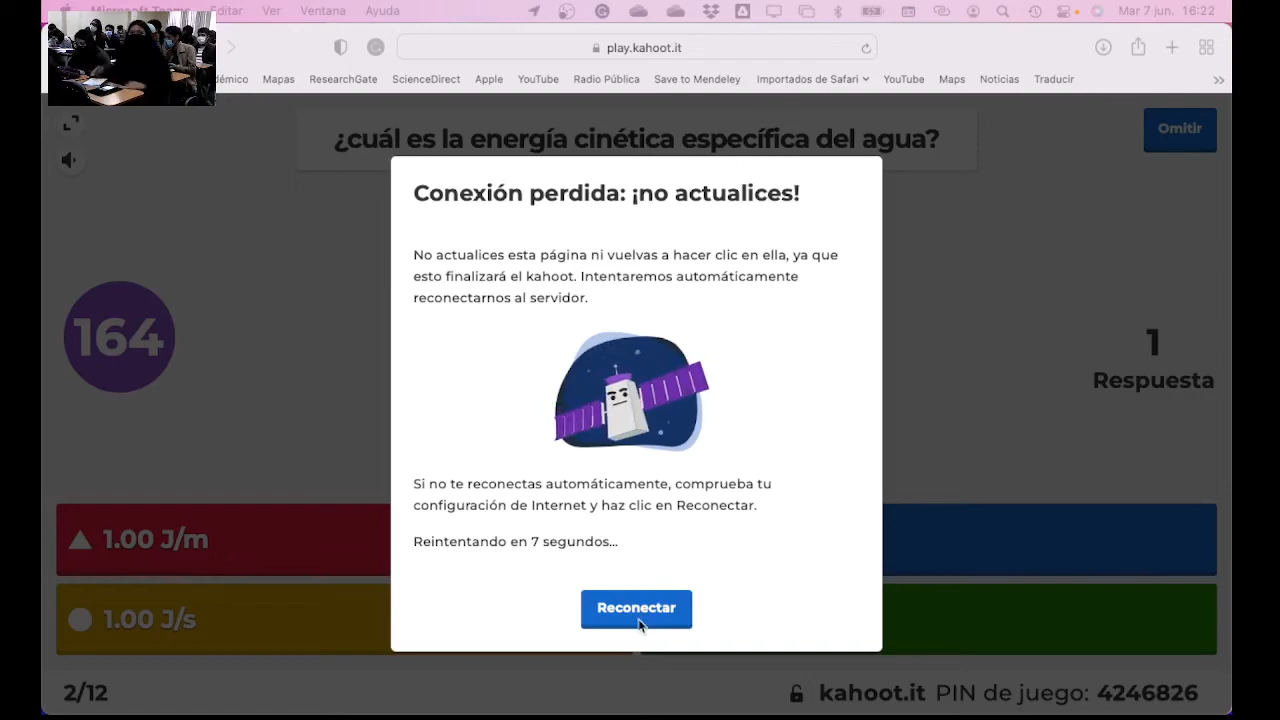 Microsoft Teams Editar Ver Ventana Ayuda Mar 7 jun. 16:22
play.kahoot.it
démico Mapas ResearchGate ScienceDirect Apple YouTube Radio Pública Save to Mendeley Importados de Safari YouTube Maps Noticias Traducir
¿cuál es la energía cinética específica del agua?
Omitir
Conexión perdida: ¡no actualices!
No actualices esta página ni vuelvas a hacer clic en ella, ya que
esto finalizará el kahoot. Intentaremos automáticamente
reconectarnos al servidor.
164
1
Respuesta
Si no te reconectas automáticamente, comprueba tu
configuración de Internet y haz clic en Reconectar.
Reintentando en 7 segundos...
1.00 J/m
Reconectar
1.00 J/s
2/12
kahoot.it PIN de juego: 4246826